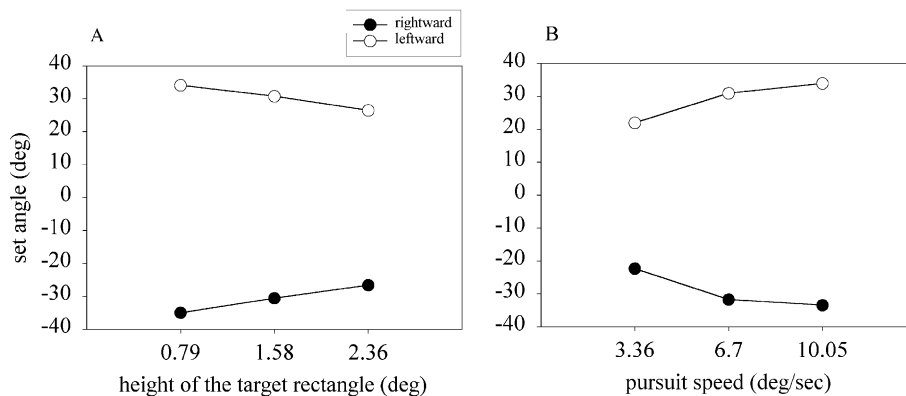 A
rightward
leftward
B
set angle (deg)
40
30
20
10
0
-10
-20
-30
-40
0.79 1.58 2.36
height of the target rectangle (deg)
40
30
20
10
0
-10
-20
-30
-40
3.36 6.7 10.05
pursuit speed (deg/sec)